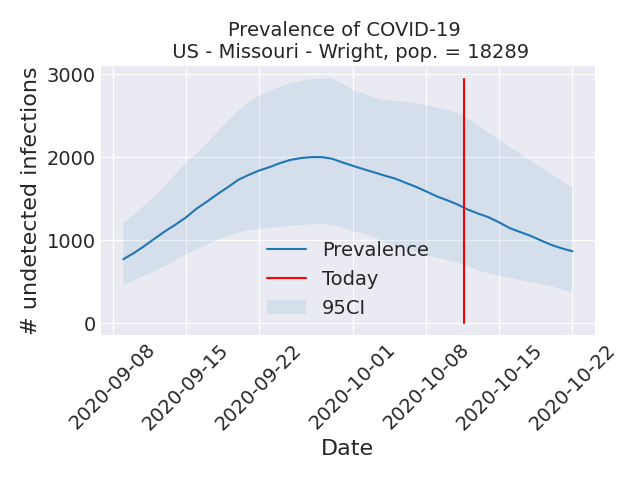 Prevalence of COVID-19
US - Missouri - Wright, pop. = 18289
# undetected infections
3000
2000
1000
0
Prevalence
Today
95CI
2020-09-08
2020-09-15
2020-09-22
2020-10-01
2020-10-08
2020-10-15
2020-10-22
Date